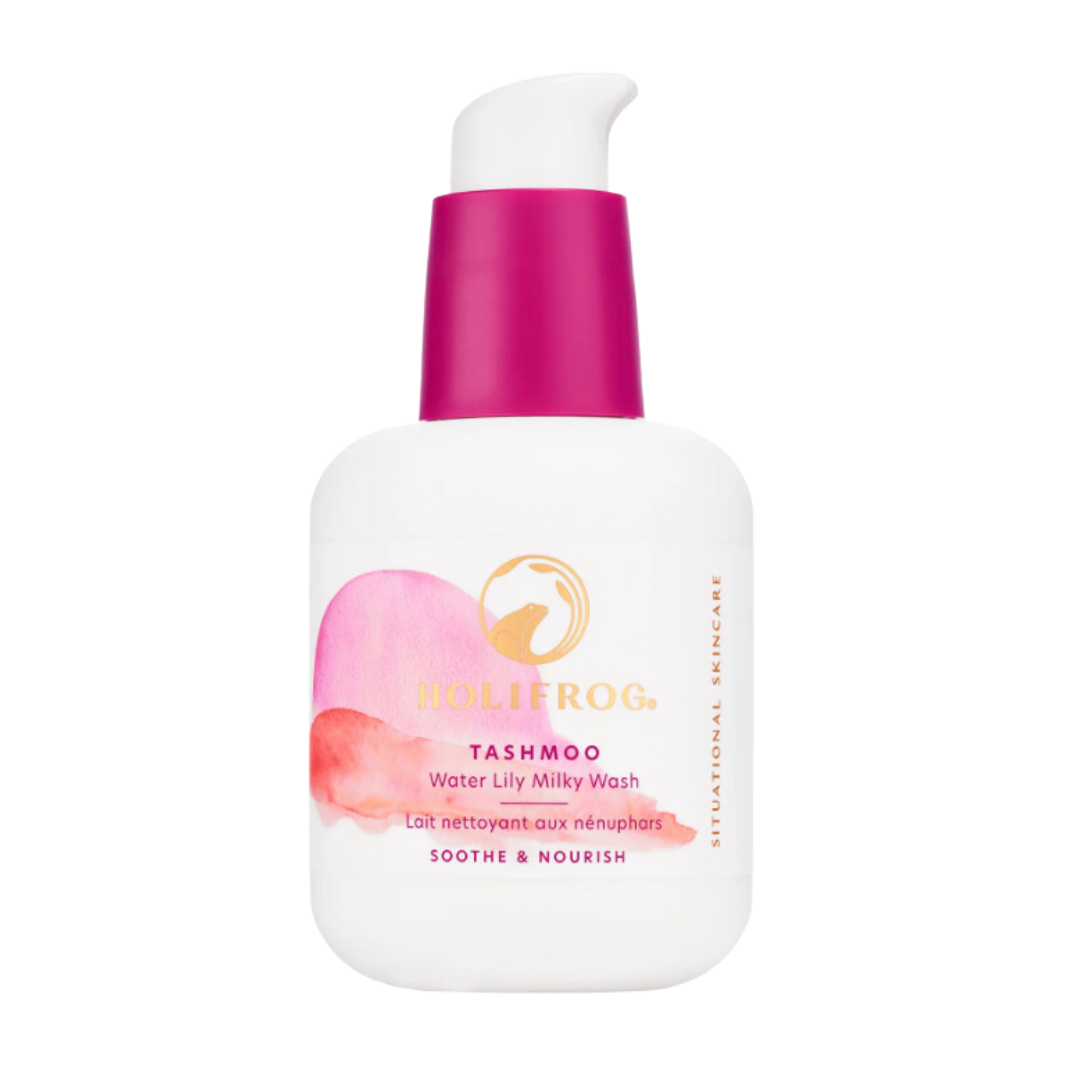 HOLIFROG®
TASHMOO
Water Lily Milky Wash
Lait nettoyant aux nénuphars
SOOTHE & NOURISH
SITUATIONAL SKINCARE